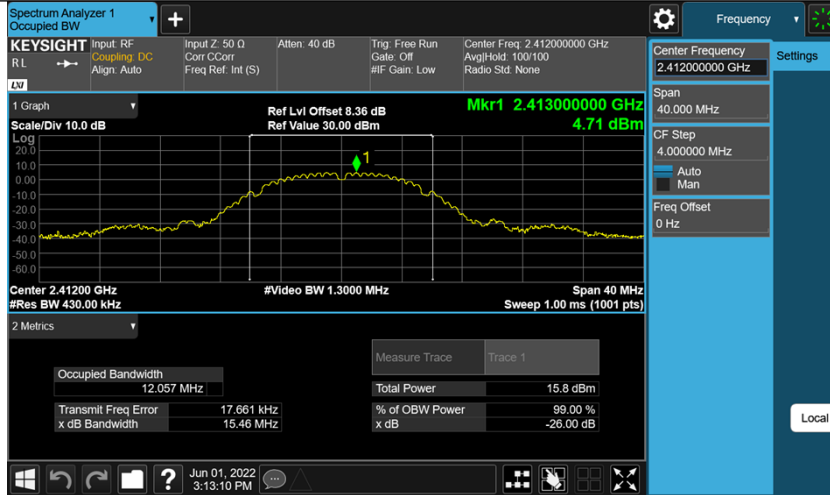 Spectrum Analyzer 1
Occupied BW
+
Frequency
KEYSIGHT
RL
LXI
Input: RF
Coupling: DC
Align: Auto
Input Z: 50 Ω
Corr CCorr
Freq Ref: Int (S)
Atten: 40 dB
Trig: Free Run
Gate: Off
#IF Gain: Low
Center Freq: 2.412000000 GHz
Avg|Hold: 100/100
Radio Std: None
Center Frequency
2.412000000 GHz
Settings
Span
40.000 MHz
CF Step
4.000000 MHz
Auto
Man
Freq Offset
0 Hz
Local
1 Graph
Scale/Div 10.0 dB
Ref Lvl Offset 8.36 dB
Ref Value 30.00 dBm
Mkr1 2.413000000 GHz
4.71 dBm
Log
20.0
10.0
0.00
-10.0
-20.0
-30.0
-40.0
-50.0
-60.0
1
Center 2.41200 GHz
#Res BW 430.00 kHz
#Video BW 1.3000 MHz
Span 40 MHz
Sweep 1.00 ms (1001 pts)
2 Metrics
Measure Trace
Trace 1
Occupied Bandwidth
12.057 MHz
Total Power
15.8 dBm
Transmit Freq Error
17.661 kHz
% of OBW Power
99.00 %
x dB Bandwidth
15.46 MHz
x dB
-26.00 dB
?
Jun 01, 2022
3:13:10 PM